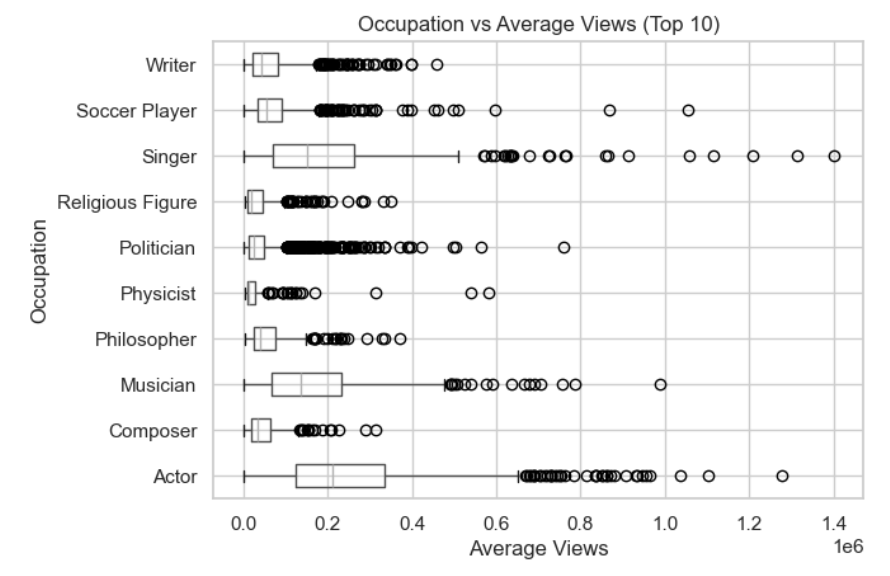 Occupation vs Average Views (Top 10)
Writer
Soccer Player
Singer
Religious Figure
Politician
Physicist
Philosopher
Musician
Composer
Actor
Occupation
0.0 0.2 0.4 0.6 0.8 1.0 1.2 1.4
1e6
Average Views